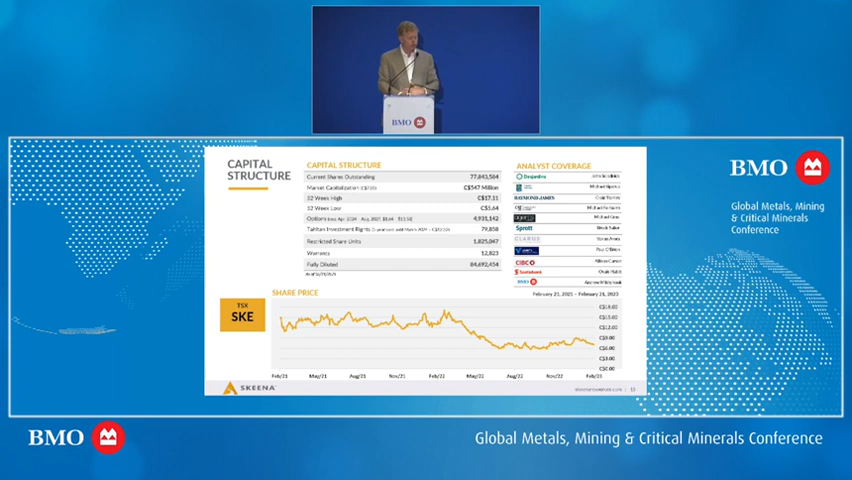 BMO
CAPITAL
STRUCTURE
CAPITAL STRUCTURE
Current Shares Outstanding 77,843,584
Market Capitalization
C$547 Million
52 Week High C$17.11
52 Week Low C$5.64
Options 4,931,142
Tahltan Investment Rights 79,858
Restricted Share Units 1,825,047
Warrants 12,823
Fully Diluted 84,692,454
ANALYST COVERAGE
Desjardins
RAYMOND JAMES
Sprott
CLARUS
CIBC
Scotiabank
BMO
SHARE PRICE
February 21, 2021 – February 21, 2023
TSX
SKE
C$15.00
C$12.00
C$9.00
C$6.00
C$3.00
C$0.00
Feb/21 May/21 Aug/21 Nov/21 Feb/22 May/22 Aug/22 Nov/22 Feb/23
SKEENA
BMO
Global Metals, Mining
& Critical Minerals
Conference
BMO
Global Metals, Mining & Critical Minerals Conference